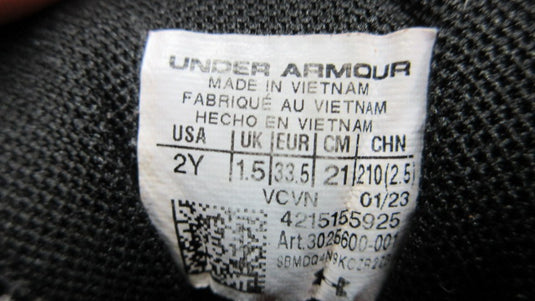 UNDER ARMOUR
MADE IN VIETNAM
FABRIQUÉ AU VIETNAM
HECHO EN VIETNAM
USA UK EUR CM CHN
2Y 1.5 33.5 21 210(2.5)
VCVN 01/23
4215155925
Art.3025600-001